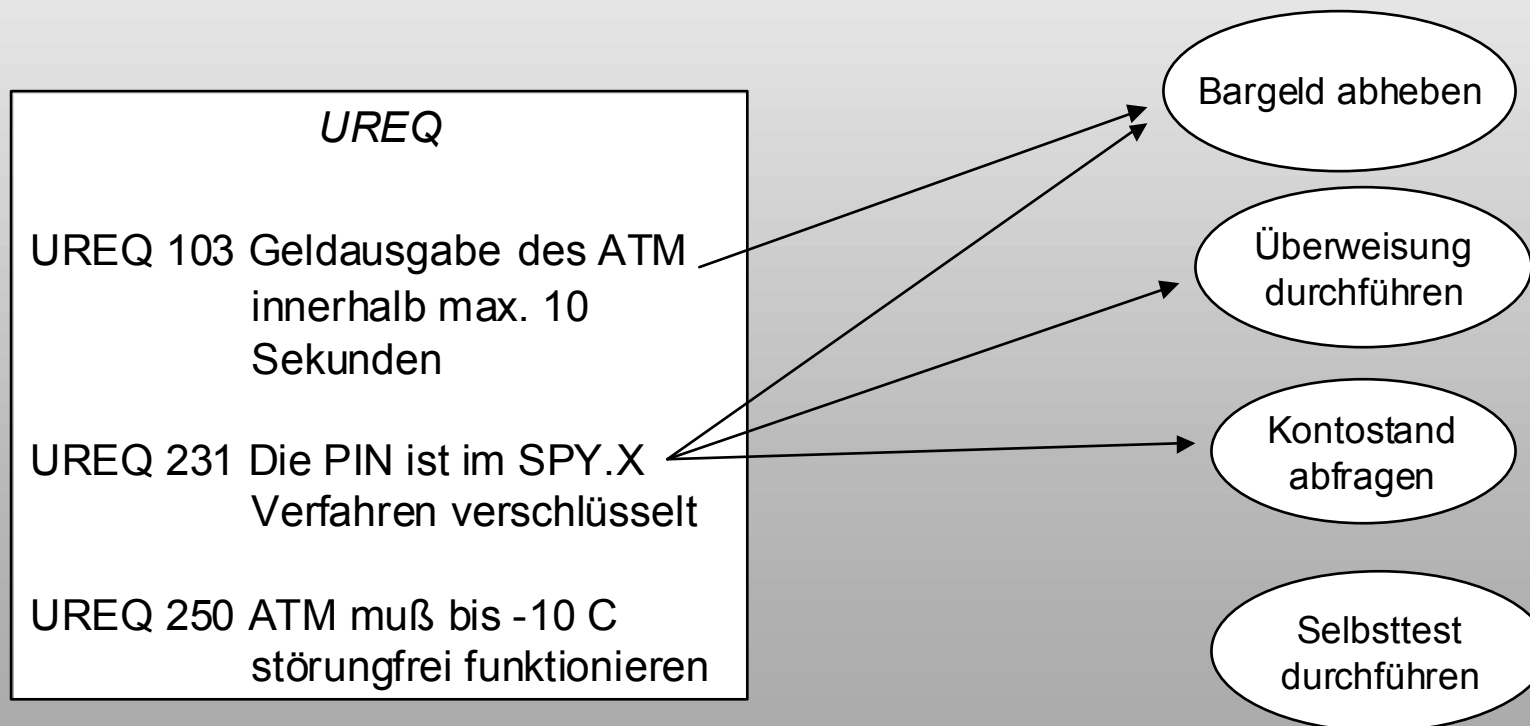 UREQ
UREQ 103 Geldausgabe des ATM
innerhalb max. 10
Sekunden
UREQ 231 Die PIN ist im SPY.X
Verfahren verschlüsselt
UREQ 250 ATM muß bis -10 C
störungfrei funktionieren
Bargeld abheben
Überweisung
durchführen
Kontostand
abfragen
Selbsttest
durchführen